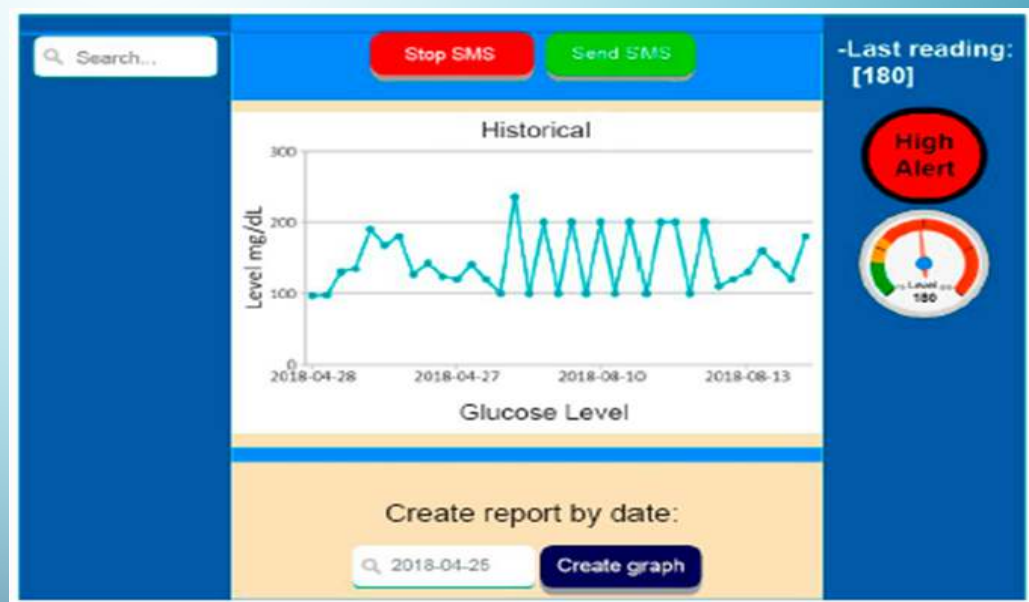 Search...
Stop SMS
Send SMS
-Last reading:
[180]
High
Alert
Historical
300
200
100
0
Level mg/dL
2018-04-28
2018-04-27
2018-08-10
2018-08-13
Glucose Level
Level
180
Create report by date:
2018-04-25
Create graph